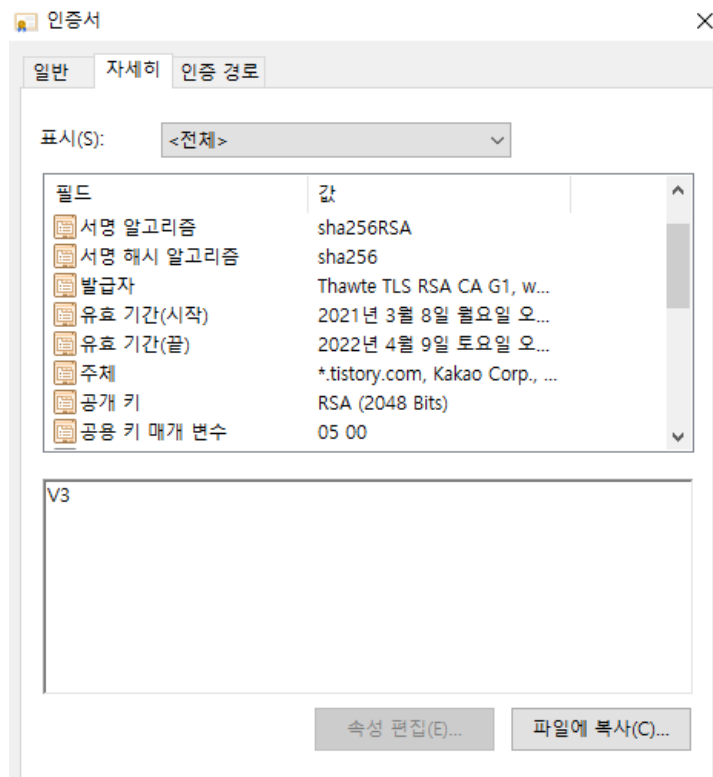 인증서
일반 자세히 인증 경로
표시(S): <전체>
필드 값
서명 알고리즘 sha256RSA
서명 해시 알고리즘 sha256
발급자 Thawte TLS RSA CA G1, w...
유효 기간(시작) 2021년 3월 8일 월요일 오...
유효 기간(끝) 2022년 4월 9일 토요일 오...
주체 *.tistory.com, Kakao Corp., ...
공개 키 RSA (2048 Bits)
공용 키 매개 변수 05 00
V3
속성 편집(E)... 파일에 복사(C)...